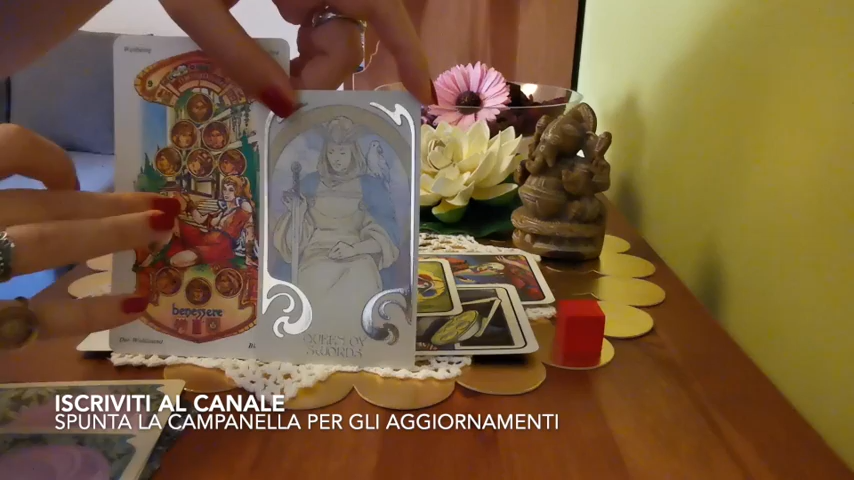 benessere
QUEEN OF
SWORDS
ISCRIVITI AL CANALE
SPUNTA LA CAMPANELLA PER GLI AGGIORNAMENTI